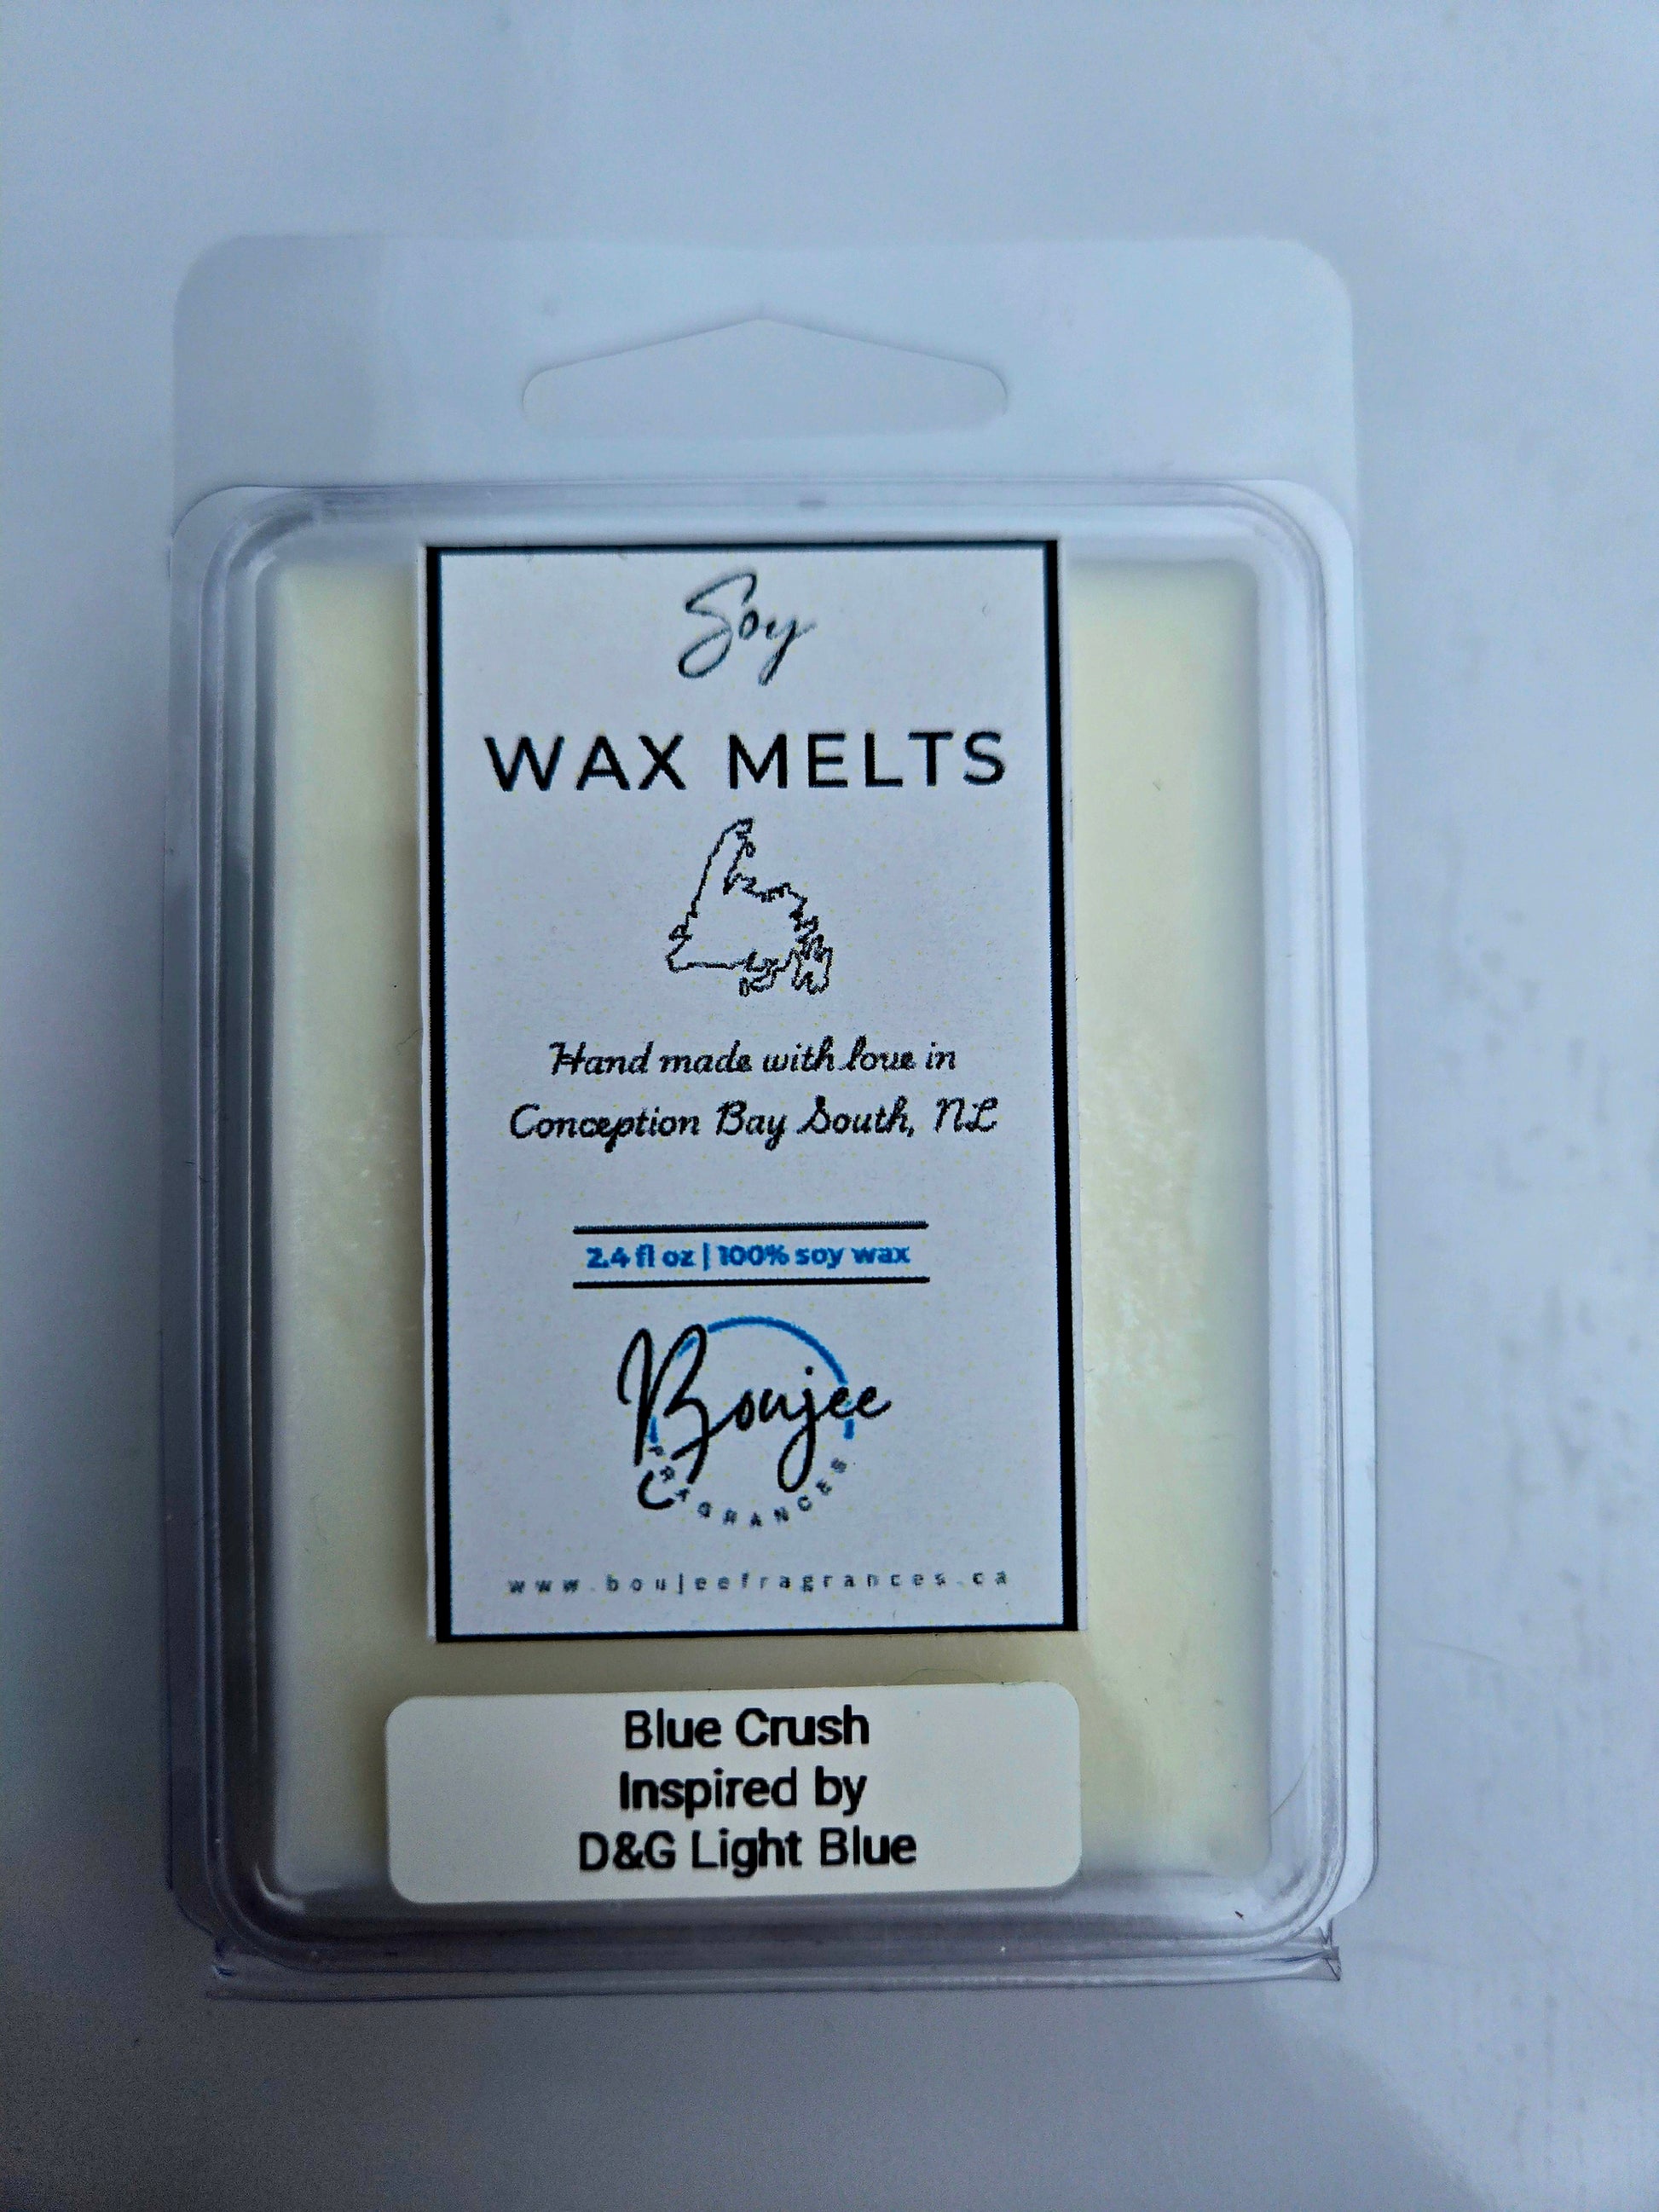 Soy
WAX MELTS
Hand made with love in
Conception Bay South, NL
2.4 fl oz | 100% soy wax
Boujee
FRAGRANCES
www.boujeefragrances.ca
Blue Crush
Inspired by
D&G Light Blue